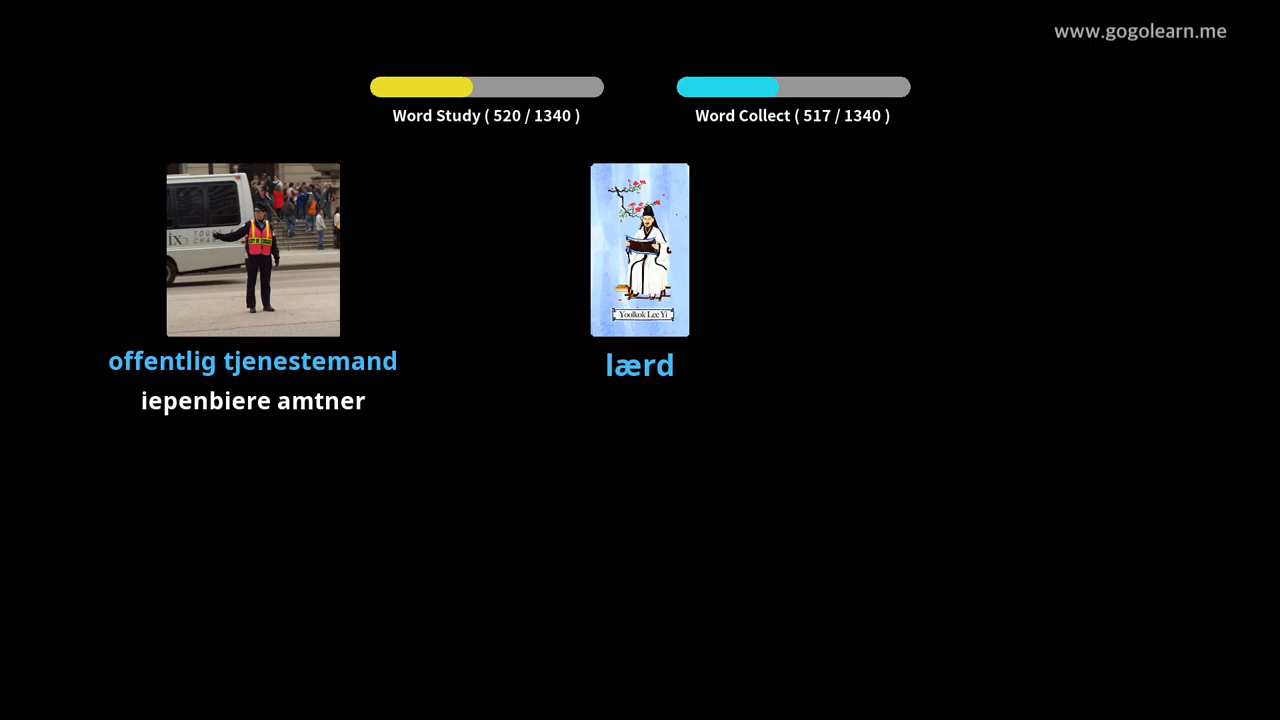 www.gogolearn.me
Word Study ( 520 / 1340 )
Word Collect ( 517 / 1340 )
Yoolkok Lee Yi
offentlig tjenestemand
lærd
iepenbiere amtner